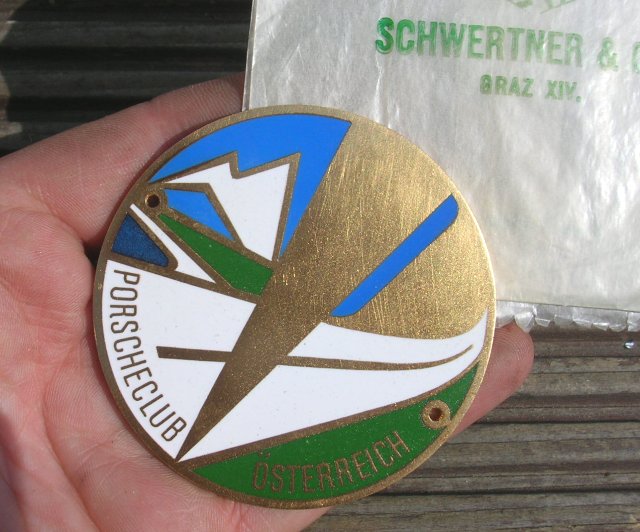 SCHWERTNER &
GRAZ XIV.
PORSCHECLUB
ÖSTERREICH